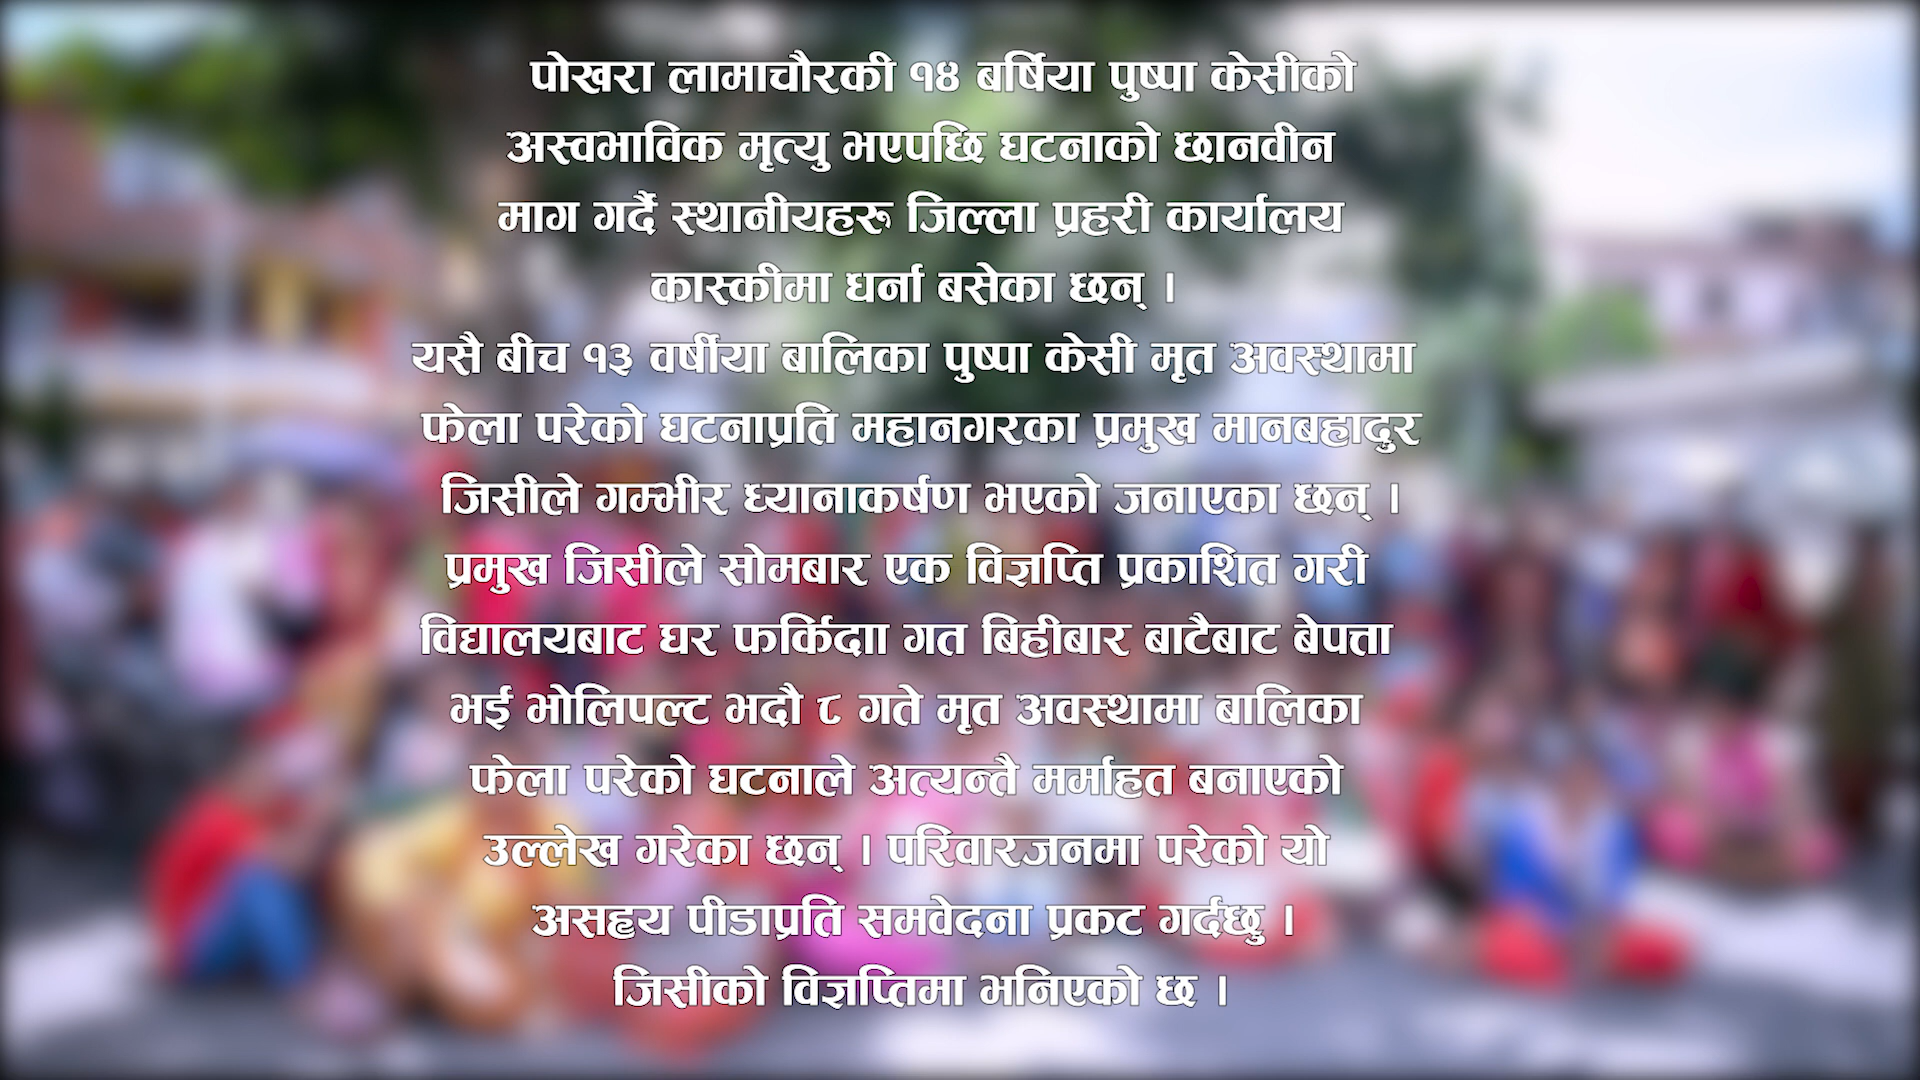 पोखरा लामाचौरकी १४ बर्षिया पुष्पा केसीको
अस्वभाविक मृत्यु भएपछि घटनाको छानवीन
माग गर्दै स्थानीयहरु जिल्ला प्रहरी कार्यालय
कास्कीमा धर्ना बसेका छन् ।
यसै बीच १३ वर्षीया बालिका पुष्पा केसी मृत अवस्थामा
फेला परेको घटनाप्रति महानगरका प्रमुख मानबहादुर
जिसीले गम्भीर ध्यानाकर्षण भएको जनाएका छन् ।
प्रमुख जिसीले सोमबार एक विज्ञप्ति प्रकाशित गरी
विद्यालयबाट घर फर्किदाा गत बिहीबार बाटैबाट बेपत्ता
भई भोलिपल्ट भदौ ८ गते मृत अवस्थामा बालिका
फेला परेको घटनाले अत्यन्तै मर्माहत बनाएको
उल्लेख गरेका छन् । परिवारजनमा परेको यो
असह्य पीडाप्रति समवेदना प्रकट गर्दछु ।
जिसीको विज्ञप्तिमा भनिएको छ ।